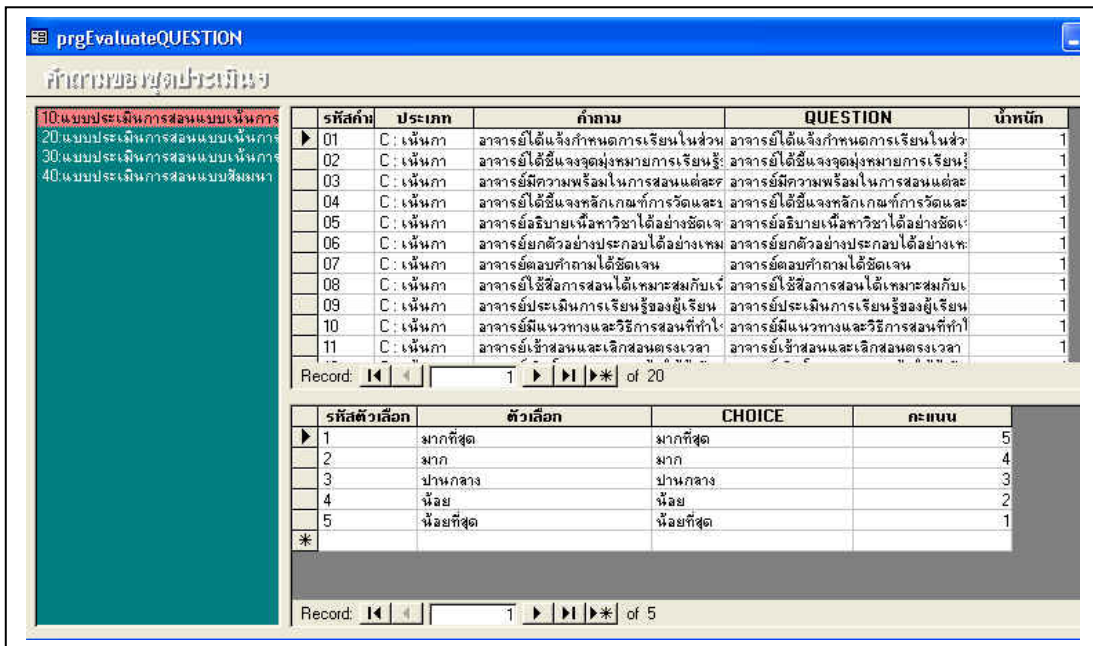 prgEvaluateQUESTION
คำถามของชุดประเมินฯ
10:แบบประเมินการสอนแบบเน้นการ
20:แบบประเมินการสอนแบบเน้นการ
30:แบบประเมินการสอนแบบเน้นการ
40:แบบประเมินการสอนแบบสัมมนา
รหัสคำ ประเภท คำถาม QUESTION น้ำหนัก
01 C : เน้นกา อาจารย์ได้แจ้งกำหนดการเรียนในส่วน อาจารย์ได้แจ้งกำหนดการเรียนในส่ว 1
02 C : เน้นกา อาจารย์ได้ชี้แจงจุดมุ่งหมายการเรียนรู้ อาจารย์ได้ชี้แจงจุดมุ่งหมายการเรียนรู้ 1
03 C : เน้นกา อาจารย์มีความพร้อมในการสอนแต่ละค อาจารย์มีความพร้อมในการสอนแต่ละ 1
04 C : เน้นกา อาจารย์ได้ชี้แจงหลักเกณฑ์การวัดและป อาจารย์ได้ชี้แจงหลักเกณฑ์การวัดและ 1
05 C : เน้นกา อาจารย์อธิบายเนื้อหาวิชาได้อย่างชัดเจ อาจารย์อธิบายเนื้อหาวิชาได้อย่างชัดเ 1
06 C : เน้นกา อาจารย์ยกตัวอย่างประกอบได้อย่างเหม อาจารย์ยกตัวอย่างประกอบได้อย่างเห 1
07 C : เน้นกา อาจารย์ตอบคำถามได้ชัดเจน อาจารย์ตอบคำถามได้ชัดเจน 1
08 C : เน้นกา อาจารย์ใช้สื่อการสอนได้เหมาะสมกับเนื้ อาจารย์ใช้สื่อการสอนได้เหมาะสมกับเ 1
09 C : เน้นกา อาจารย์ประเมินการเรียนรู้ของผู้เรียน อาจารย์ประเมินการเรียนรู้ของผู้เรียน 1
10 C : เน้นกา อาจารย์มีแนวทางและวิธีการสอนที่ทำใ อาจารย์มีแนวทางและวิธีการสอนที่ทำใ 1
11 C : เน้นกา อาจารย์เข้าสอนและเลิกสอนตรงเวลา อาจารย์เข้าสอนและเลิกสอนตรงเวลา 1
Record: 1 of 20
รหัสตัวเลือก ตัวเลือก CHOICE คะแนน
1 มากที่สุด มากที่สุด 5
2 มาก มาก 4
3 ปานกลาง ปานกลาง 3
4 น้อย น้อย 2
5 น้อยที่สุด น้อยที่สุด 1
Record: 1 of 5